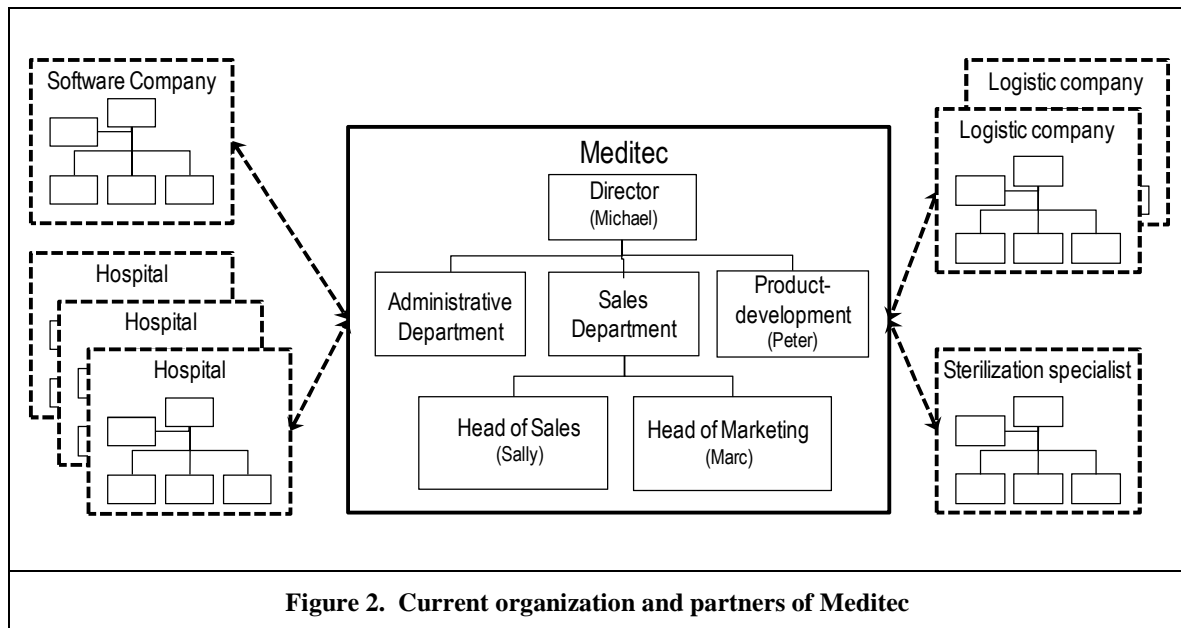 Software Company
Hospital
Hospital
Hospital
Meditec
Director
(Michael)
Administrative
Department
Sales
Department
Product-
development
(Peter)
Head of Sales
(Sally)
Head of Marketing
(Marc)
Logistic company
Logistic company
Sterilization specialist
Figure 2. Current organization and partners of Meditec